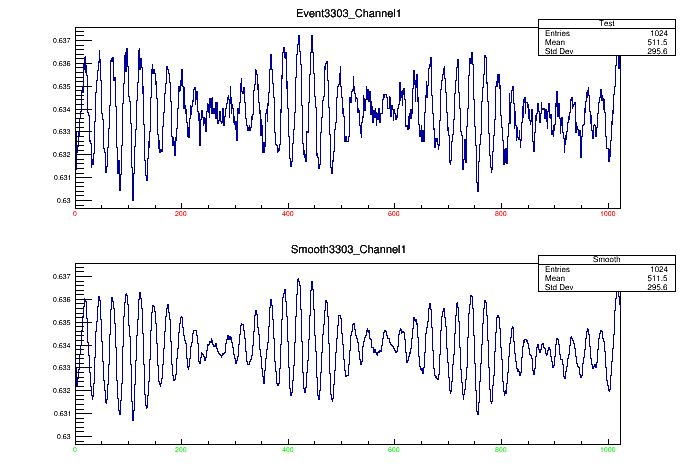 Event3303_Channel1
Test
Entries 1024
Mean 511.5
Std Dev 295.6
0.637
0.636
0.635
0.634
0.633
0.632
0.631
0.63
0 200 400 600 800 1000
Smooth3303_Channel1
Smooth
Entries 1024
Mean 511.5
Std Dev 295.6
0.637
0.636
0.635
0.634
0.633
0.632
0.631
0.63
0 200 400 600 800 1000